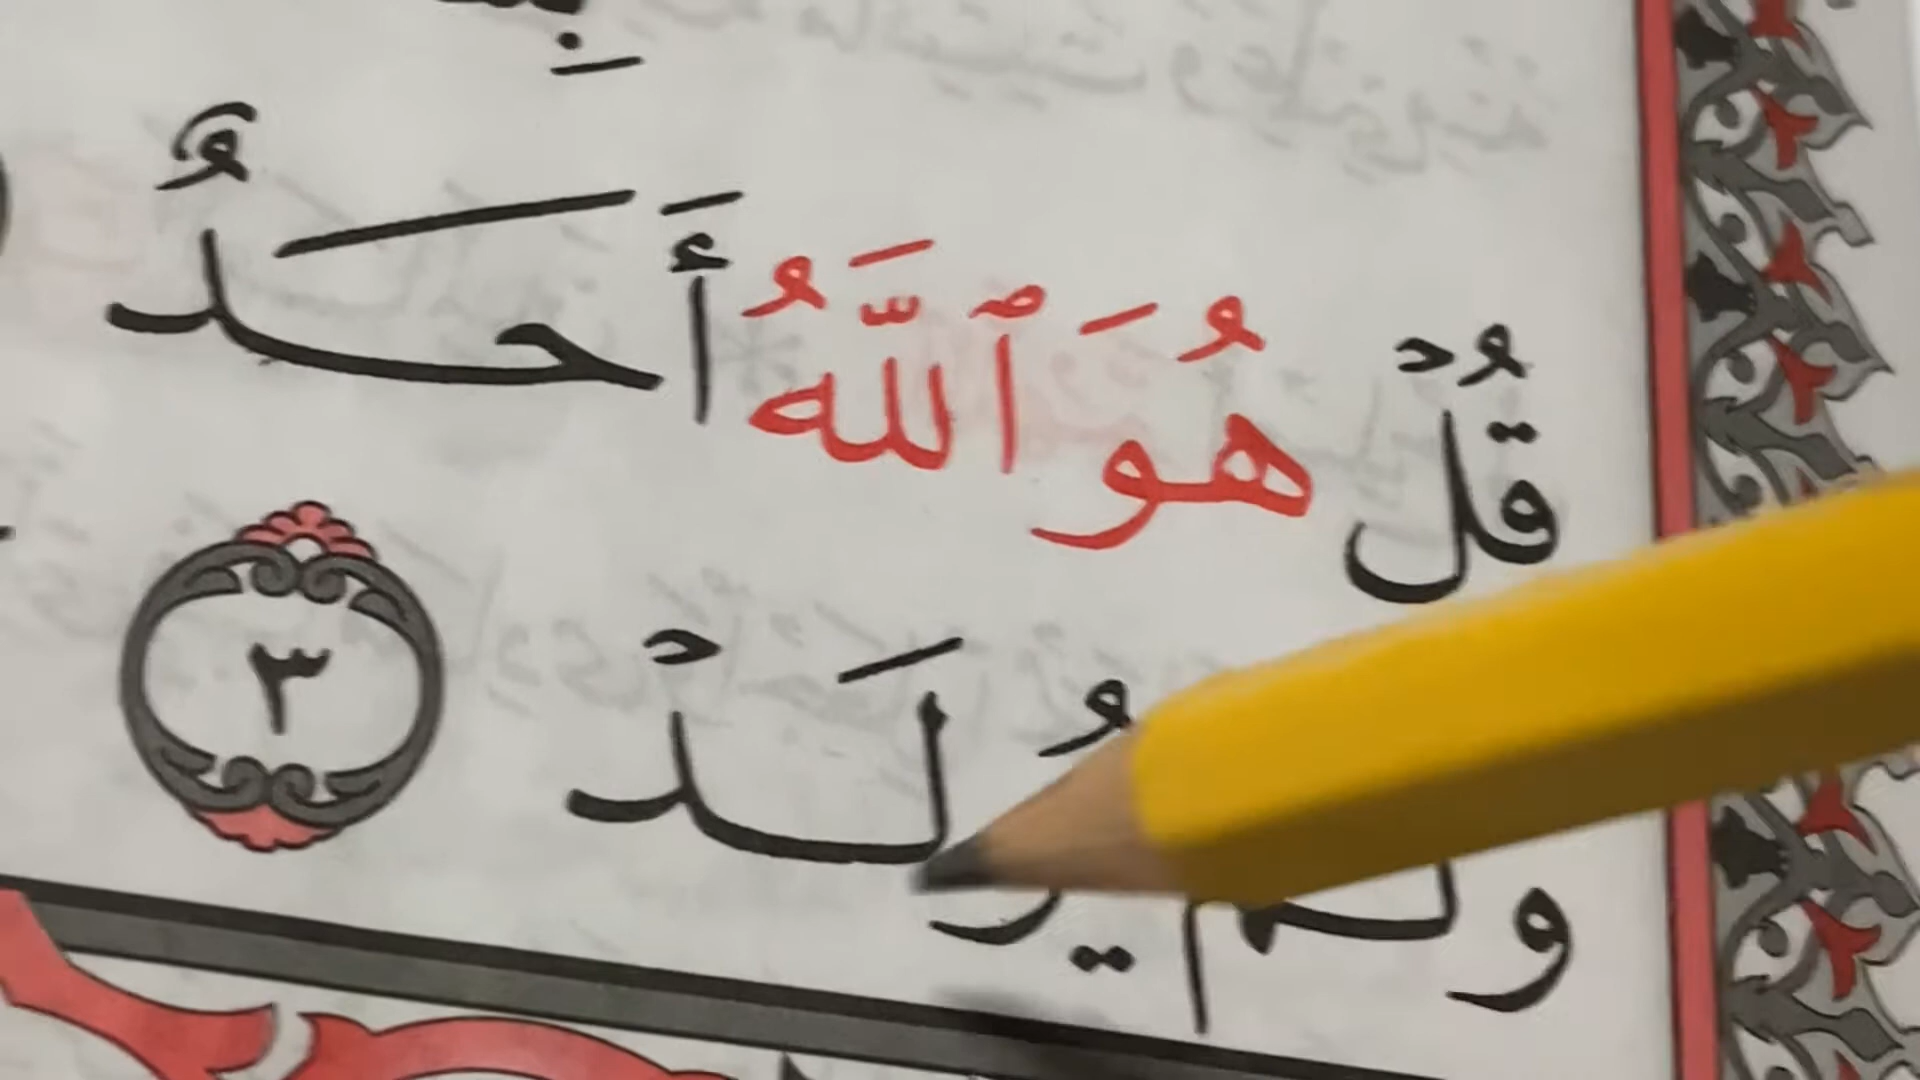 قُلْ هُوَ ٱللَّهُ أَحَدٌ
وَلَمْ يُولَدْ ٣